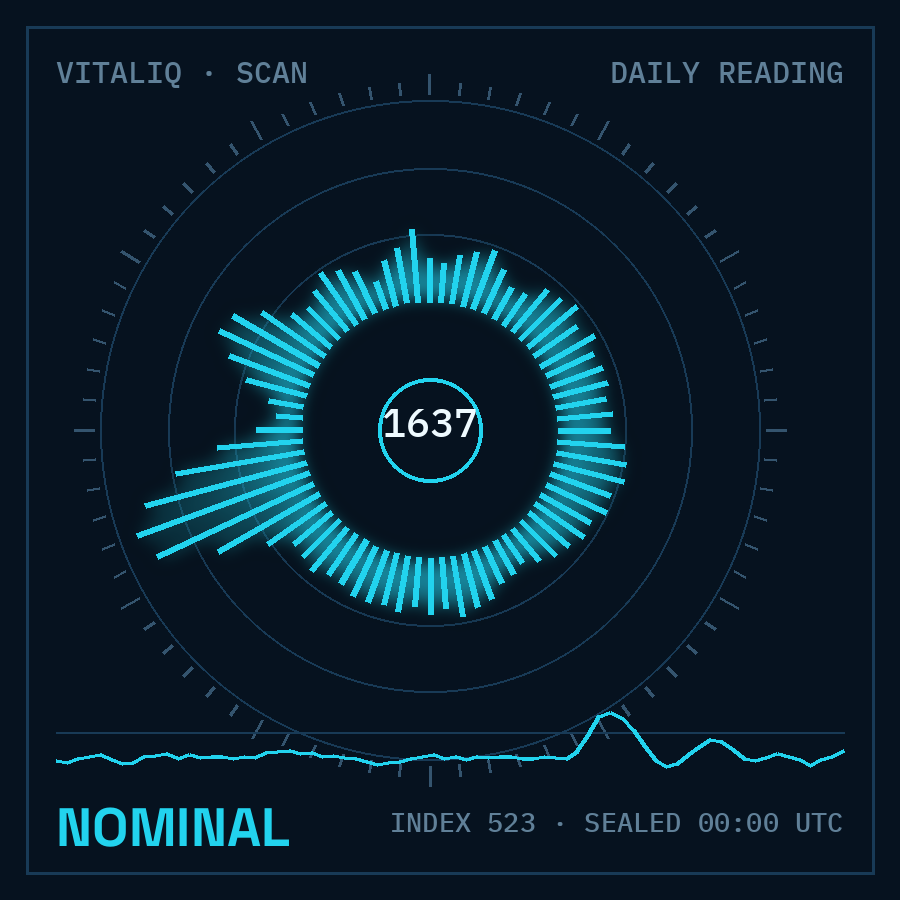 VITALIQ · SCAN
DAILY READING
1637
NOMINAL
INDEX 523 · SEALED 00:00 UTC